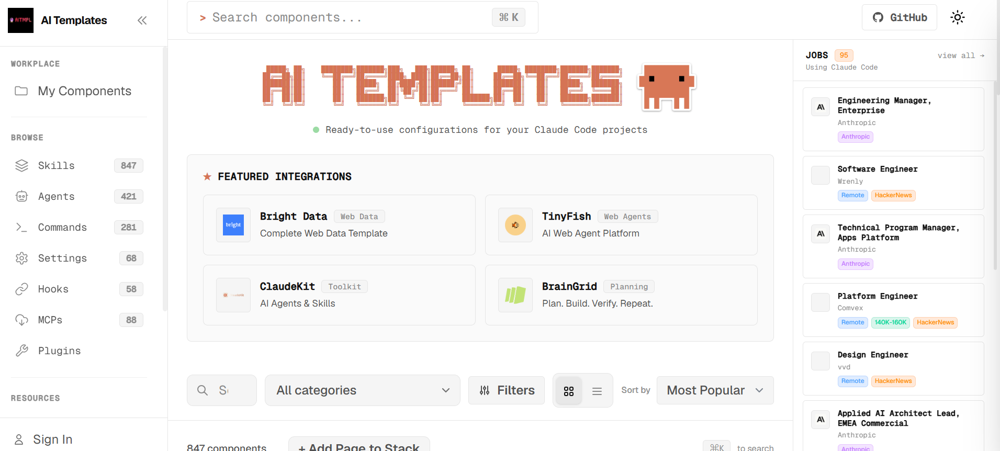 AITMPL
AI Templates
> Search components...
⌘ K
GitHub
WORKPLACE
My Components
BROWSE
Skills 847
Agents 421
Commands 281
Settings 68
Hooks 58
MCPs 88
Plugins
RESOURCES
Sign In
AI TEMPLATES
Ready-to-use configurations for your Claude Code projects
★ FEATURED INTEGRATIONS
bright
Bright Data Web Data
Complete Web Data Template
TinyFish Web Agents
AI Web Agent Platform
ClaudeKit Toolkit
AI Agents & Skills
BrainGrid Planning
Plan. Build. Verify. Repeat.
All categories
Filters
Sort by
Most Popular
847 components
+ Add Page to Stack
⌘K to search
JOBS 95
view all →
Using Claude Code
Engineering Manager,
Enterprise
Anthropic
Anthropic
Software Engineer
Wrenly
Remote HackerNews
Technical Program Manager,
Apps Platform
Anthropic
Anthropic
Platform Engineer
Comvex
Remote 140K-160K HackerNews
Design Engineer
vvd
Remote HackerNews
Applied AI Architect Lead,
EMEA Commercial
Anthropic
Anthropic